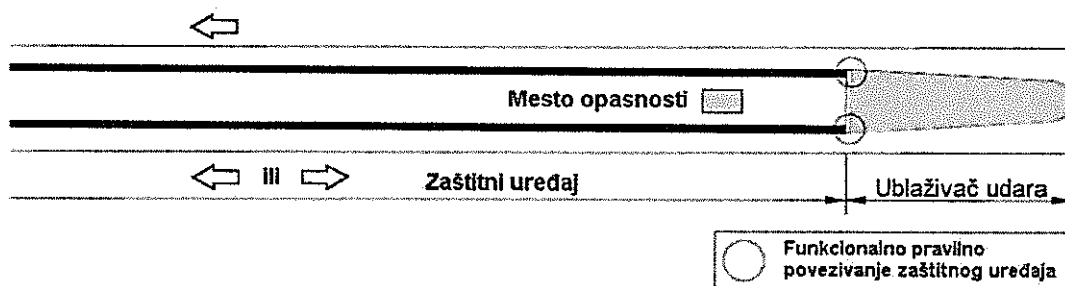 Mesto opasnosti
ili
Zaštitni uređaj
Ublaživač udara
Funkcionalno pravilno
povezivanje zaštitnog uređaja